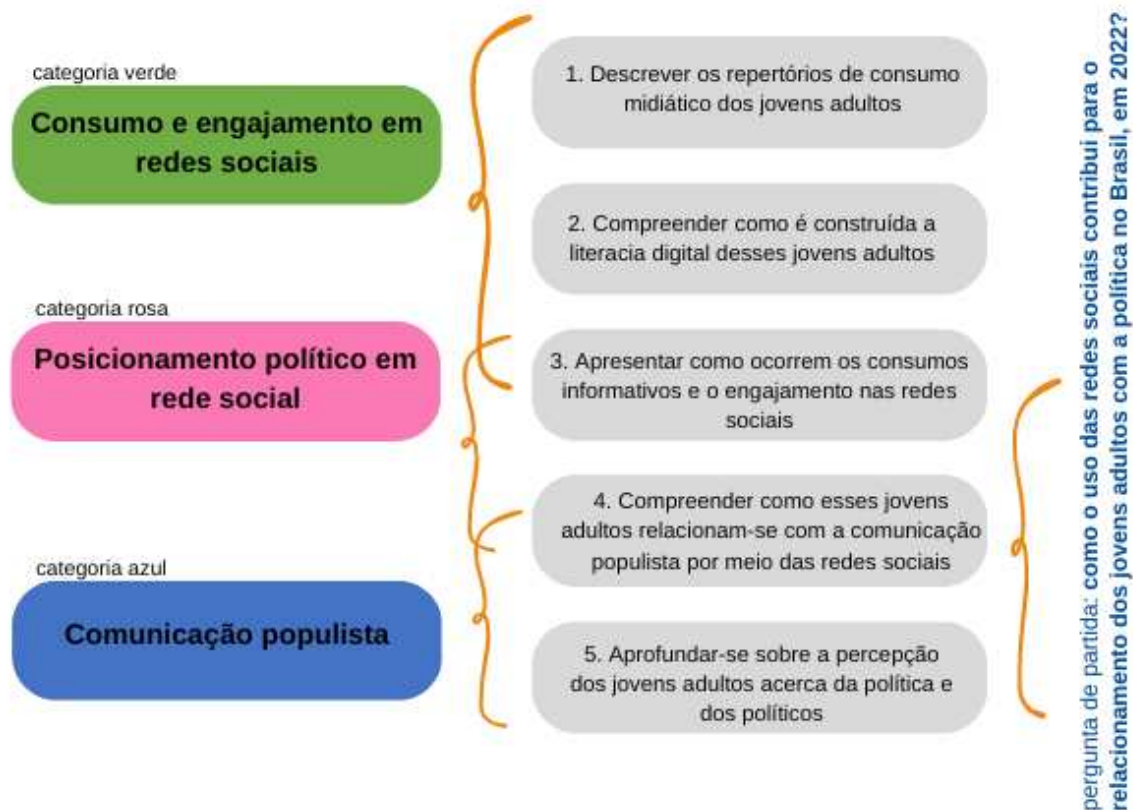 categoria verde
Consumo e engajamento em
redes sociais
categoria rosa
Posicionamento político em
rede social
categoria azul
Comunicação populista
1. Descrever os repertórios de consumo
midiático dos jovens adultos
2. Compreender como é construída a
literacia digital desses jovens adultos
3. Apresentar como ocorrem os consumos
informativos e o engajamento nas redes
sociais
4. Compreender como esses jovens
adultos relacionam-se com a comunicação
populista por meio das redes sociais
5. Aprofundar-se sobre a percepção
dos jovens adultos acerca da política e
dos políticos
pergunta de partida: como o uso das redes sociais contribui para o
relacionamento dos jovens adultos com a política no Brasil, em 2022?